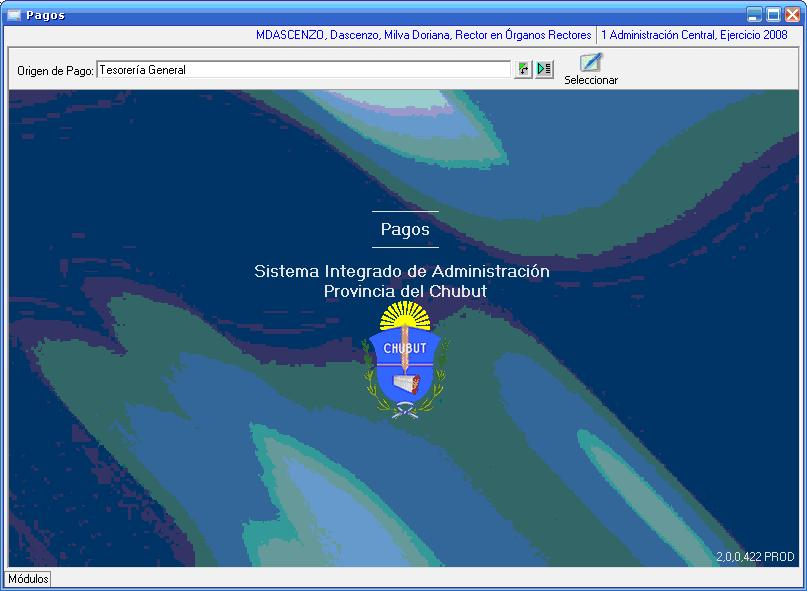 Pagos
MDASCENZO, Dascenzo, Milva Doriana, Rector en Órganos Rectores 1 Administración Central, Ejercicio 2008
Origen de Pago: Tesorería General
Seleccionar
Pagos
Sistema Integrado de Administración
Provincia del Chubut
CHUBUT
2,0,0,422 PROD
Módulos